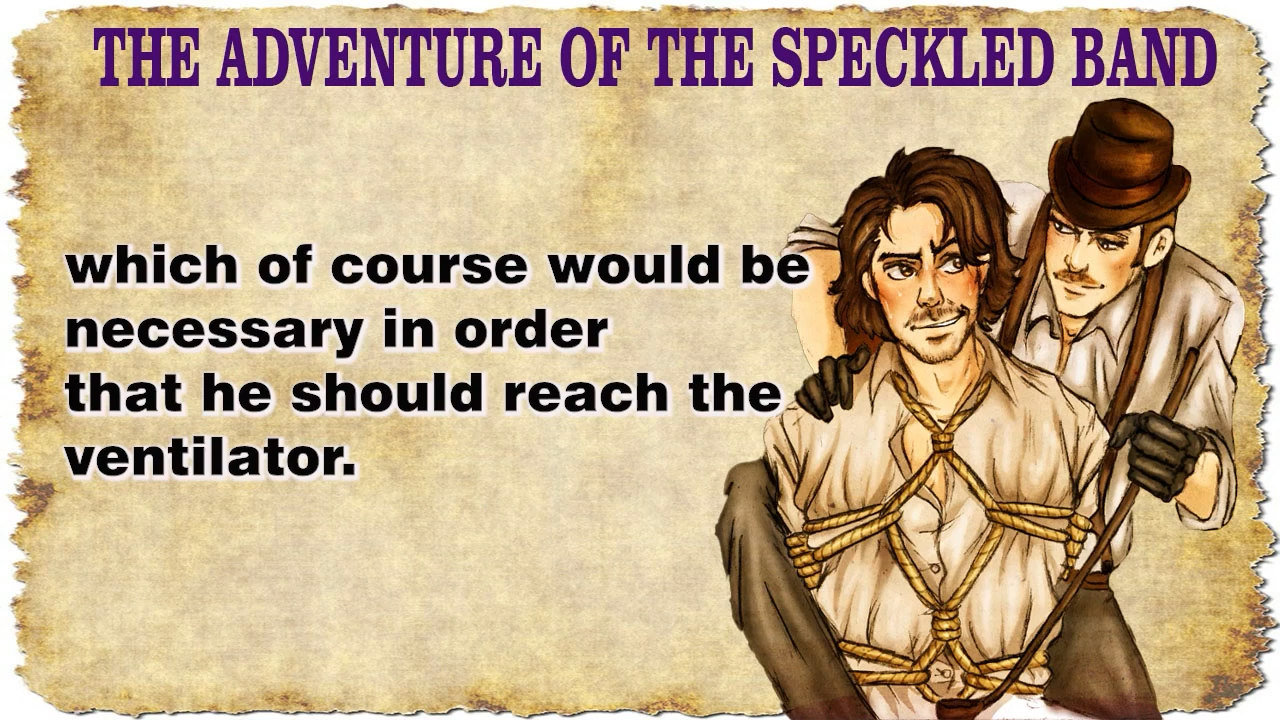 THE ADVENTURE OF THE SPECKLED BAND
which of course would be
necessary in order
that he should reach the
ventilator.